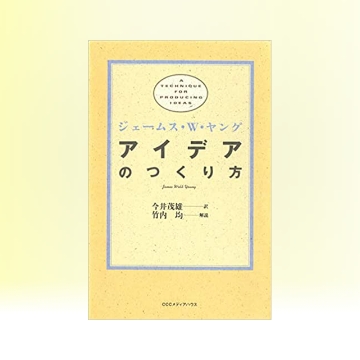 A
TECHNIQUE
FOR
PRODUCING
IDEAS
ジェームス・W・ヤング
アイデア
のつくり方
James Webb Young
今井茂雄──訳
竹内 均──解説
CCCメディアハウス